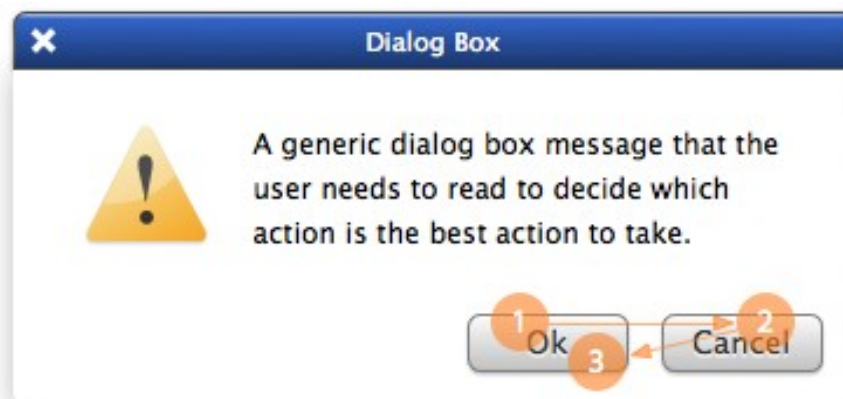 Dialog Box
A generic dialog box message that the
user needs to read to decide which
action is the best action to take.
1 2
Ok Cancel
3